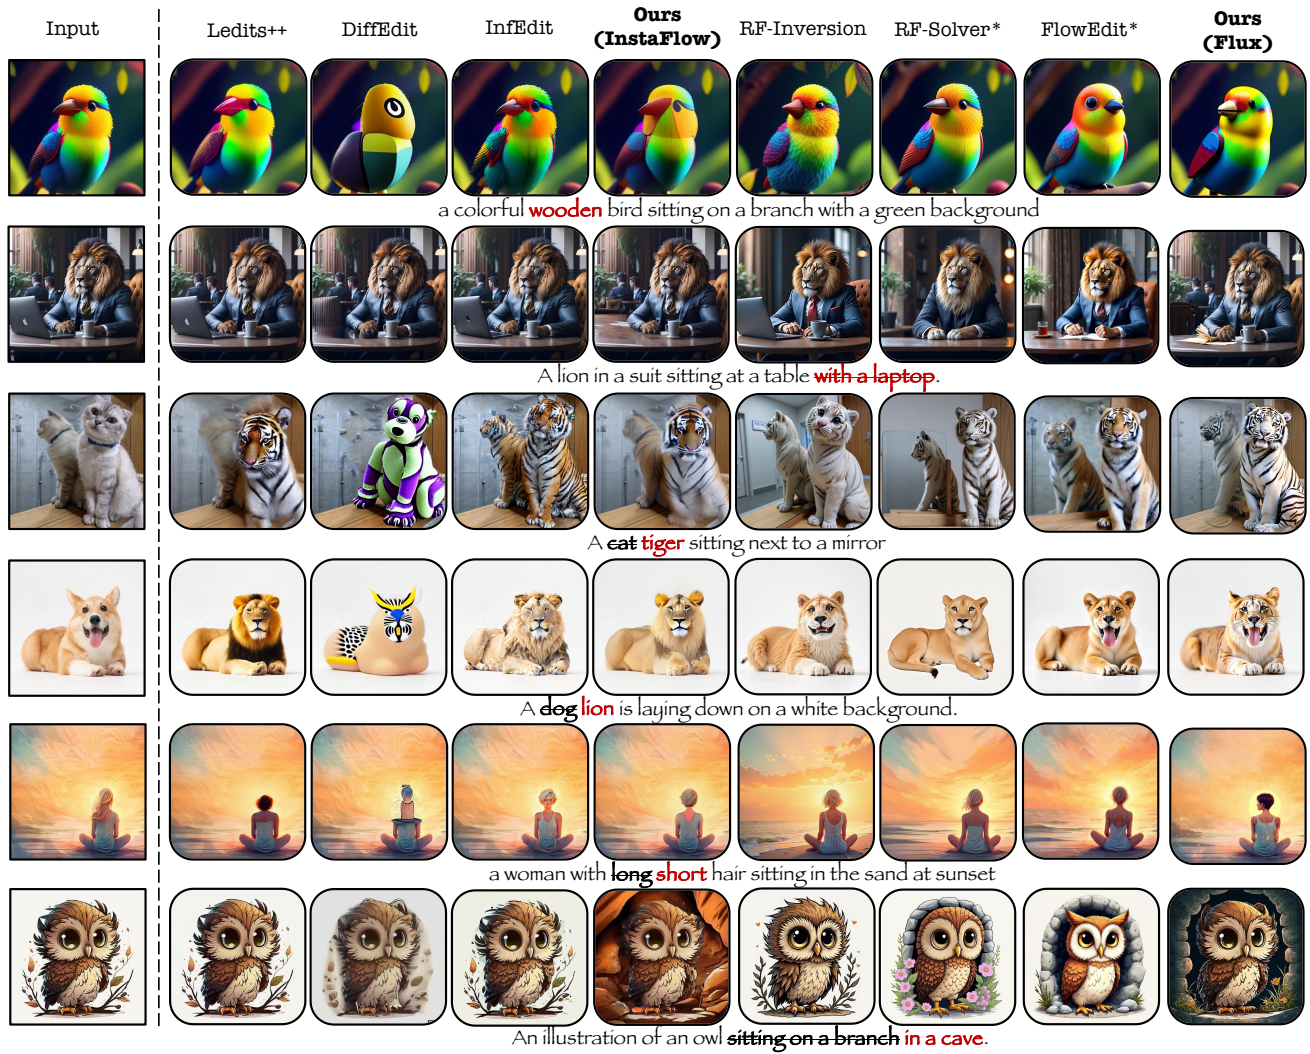 Input Ledits++ DiffEdit InfEdit Ours (InstaFlow) RF-Inversion RF-Solver* FlowEdit* Ours (Flux)
a colorful wooden bird sitting on a branch with a green background
A lion in a suit sitting at a table with a laptop.
A cat tiger sitting next to a mirror
A dog lion is laying down on a white background.
a woman with long short hair sitting in the sand at sunset
An illustration of an owl sitting on a branch in a cave.